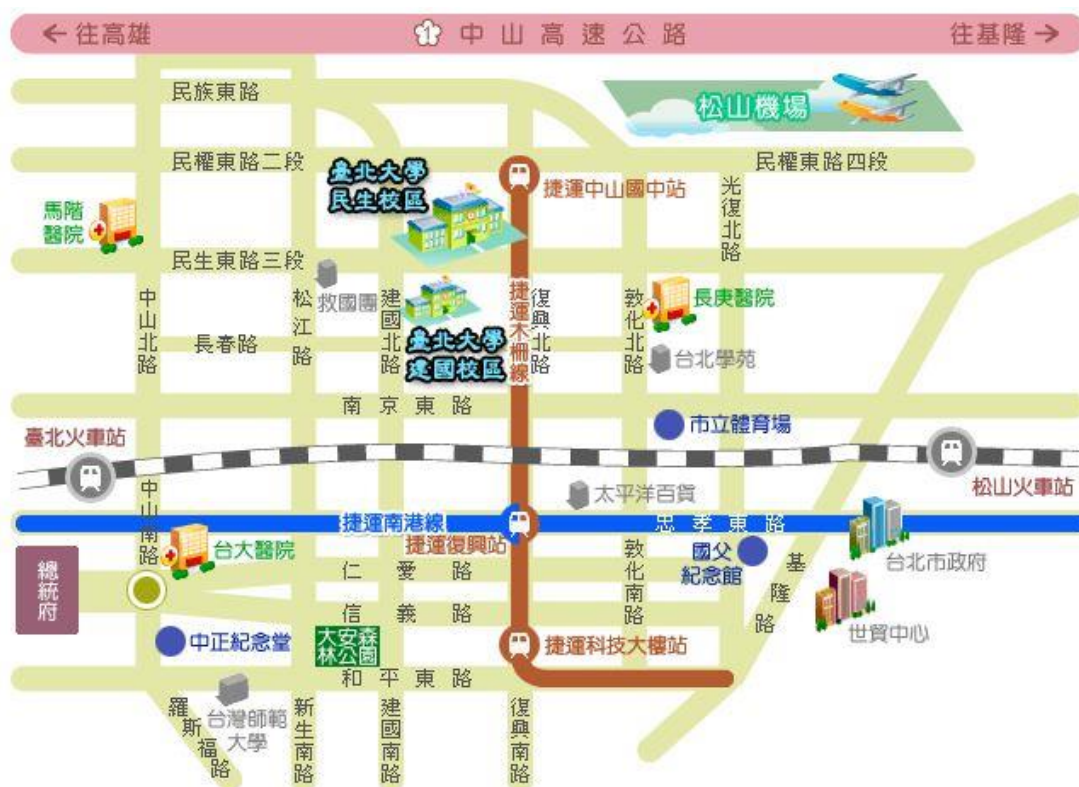 往高雄
1
中山高速公路
往基隆
民族東路
松山機場
民權東路二段
民權東路四段
臺北大學
民生校區
捷運中山國中站
光復北路
馬階
醫院
民生東路三段
救國團
中山北路
松江路
建國北路
捷運木柵線
復興北路
敦化北路
長庚醫院
長春路
臺北大學
建國校區
台北學苑
南京東路
市立體育場
臺北火車站
松山火車站
中山南路
太平洋百貨
捷運南港線
忠孝東路
捷運復興站
台大醫院
國父
紀念館
台北市政府
總統府
仁愛路
敦化南路
基隆路
信義路
世貿中心
中正紀念堂
大安森
林公園
捷運科技大樓站
和平東路
羅斯福路
台灣師範
大學
新生南路
建國南路
復興南路